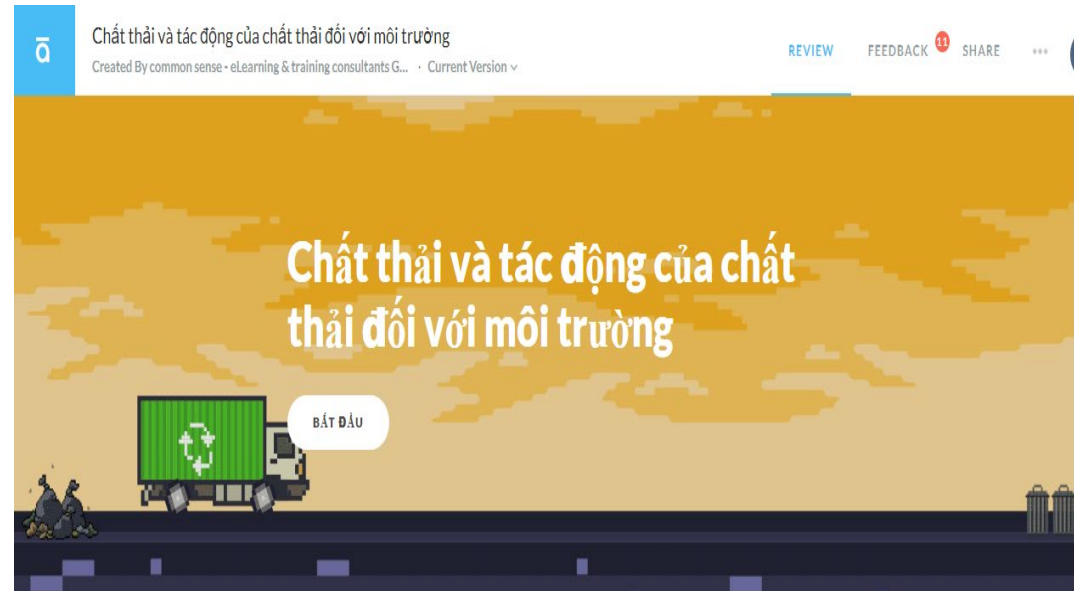 ā
Chất thải và tác động của chất thải đối với môi trường
Created By common sense - eLearning & training consultants G... · Current Version
REVIEW FEEDBACK 11 SHARE
Chất thải và tác động của chất
thải đối với môi trường
BẮT ĐẦU